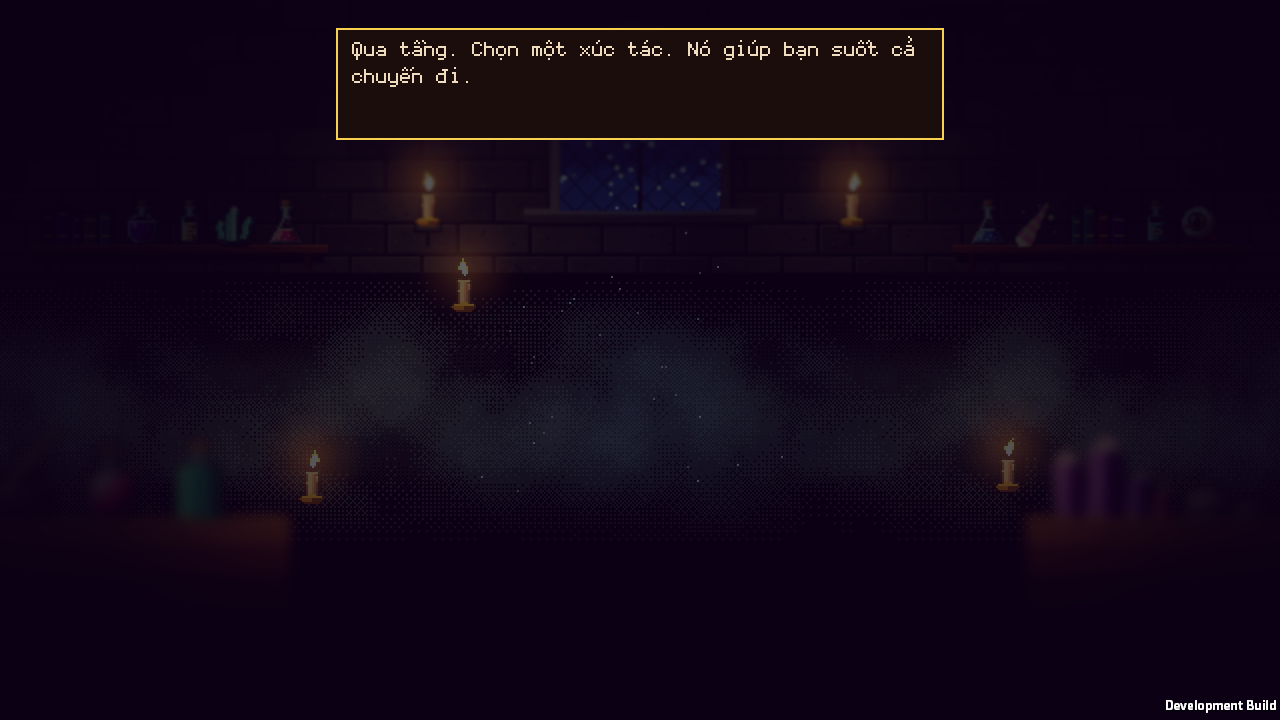 Qua tầng. Chọn một xúc tác. Nó giúp bạn suốt cả
chuyến đi.
Development Build